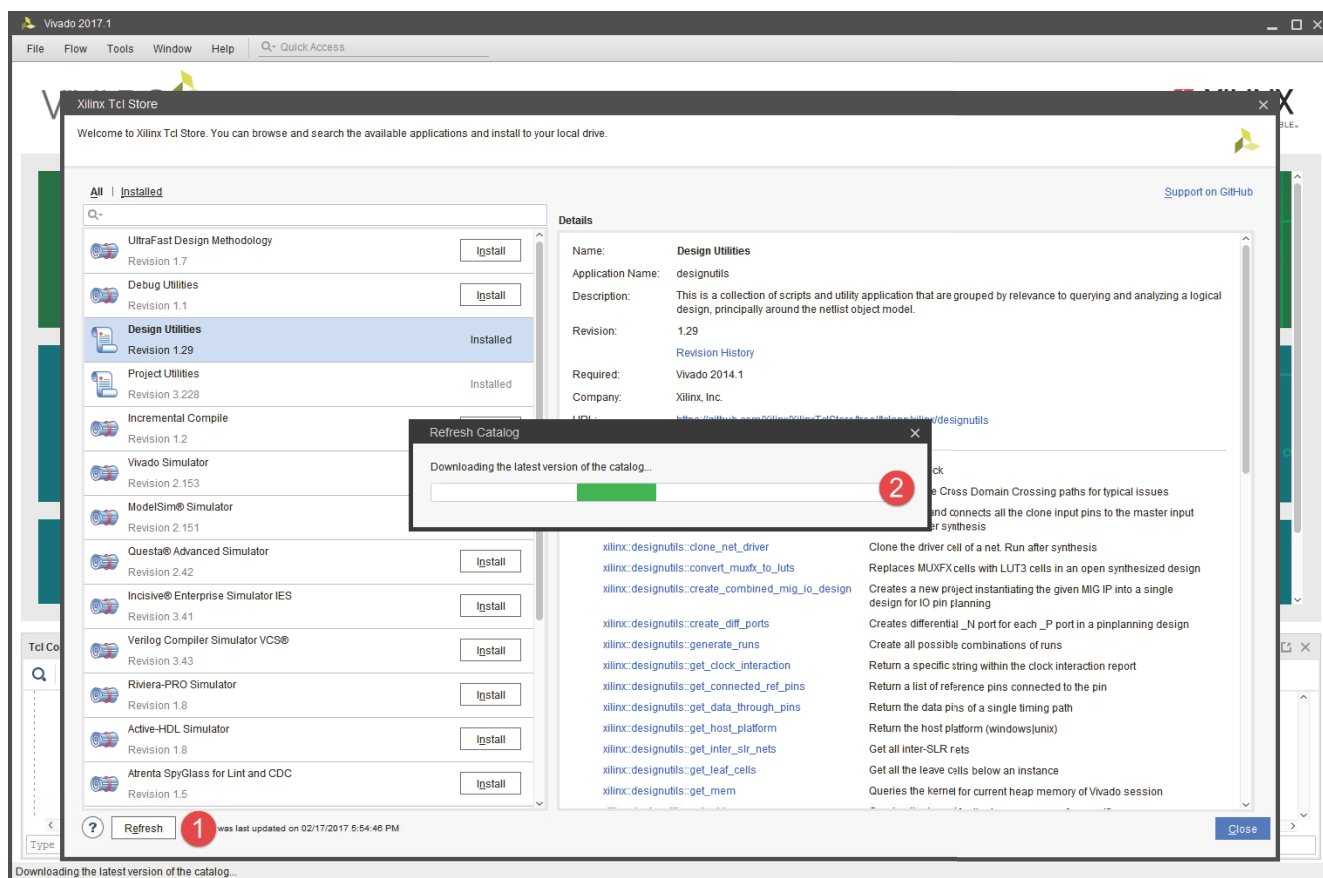 Vivado 2017.1
File Flow Tools Window Help Quick Access
Xilinx Tcl Store
Welcome to Xilinx Tcl Store. You can browse and search the available applications and install to your local drive.
All | Installed
Support on GitHub
UltraFast Design Methodology
Revision 1.7
Install
Debug Utilities
Revision 1.1
Install
Design Utilities
Revision 1.29
Installed
Project Utilities
Revision 3.228
Installed
Incremental Compile
Revision 1.2
Vivado Simulator
Revision 2.153
ModelSim® Simulator
Revision 2.151
Questa® Advanced Simulator
Revision 2.42
Install
Incisive® Enterprise Simulator IES
Revision 3.41
Install
Verilog Compiler Simulator VCS®
Revision 3.43
Install
Riviera-PRO Simulator
Revision 1.8
Install
Active-HDL Simulator
Revision 1.8
Install
Atrenta SpyGlass for Lint and CDC
Revision 1.5
Install
Details
Name: Design Utilities
Application Name: designutils
Description: This is a collection of scripts and utility application that are grouped by relevance to querying and analyzing a logical
design, principally around the netlist object model.
Revision: 1.29
Revision History
Required: Vivado 2014.1
Company: Xilinx, Inc.
designutils
Refresh Catalog
Downloading the latest version of the catalog...
2
Cross Domain Crossing paths for typical issues
and connects all the clone input pins to the master input
synthesis
xilinx::designutils::clone_net_driver Clone the driver cell of a net. Run after synthesis
xilinx::designutils::convert_muxfx_to_luts Replaces MUXFX cells with LUT3 cells in an open synthesized design
xilinx::designutils::create_combined_mig_io_design Creates a new project instantiating the given MIG IP into a single
design for IO pin planning
xilinx::designutils::create_diff_ports Creates differential _N port for each _P port in a pinplanning design
xilinx::designutils::generate_runs Create all possible combinations of runs
xilinx::designutils::get_clock_interaction Return a specific string within the clock interaction report
xilinx::designutils::get_connected_ref_pins Return a list of reference pins connected to the pin
xilinx::designutils::get_data_through_pins Return the data pins of a single timing path
xilinx::designutils::get_host_platform Return the host platform (windows|unix)
xilinx::designutils::get_inter_slr_nets Get all inter-SLR nets
xilinx::designutils::get_leaf_cells Get all the leave cells below an instance
xilinx::designutils::get_mem Queries the kernel for current heap memory of Vivado session
? Refresh 1 was last updated on 02/17/2017 5:54:46 PM
Close
Tcl Co
Type
Downloading the latest version of the catalog...